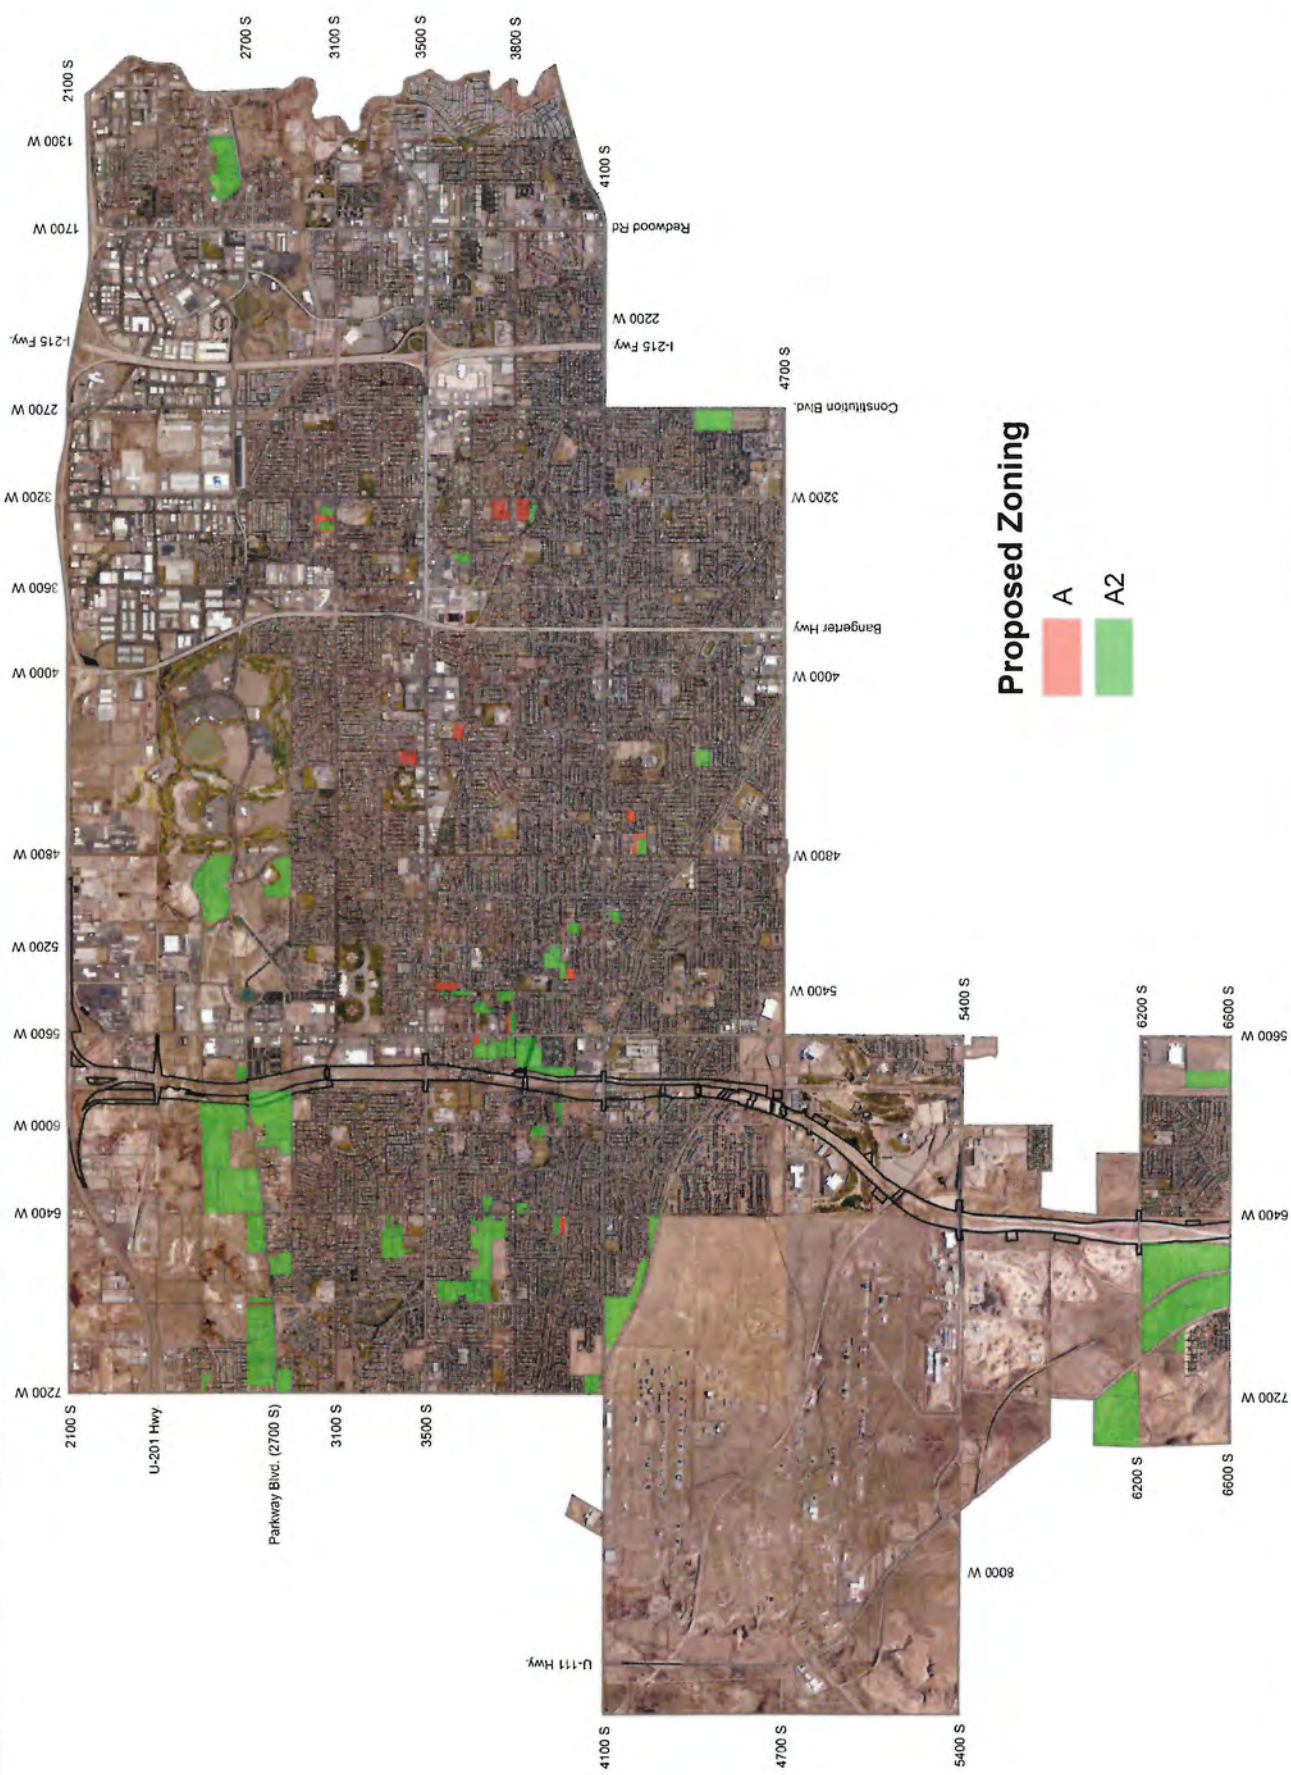 2700 S
3100 S
3500 S
3800 S
2100 S
1300 W
4100 S
1700 W
Redwood Rd
2200 W
I-215 Fwy.
I-215 Fwy.
4700 S
2700 W
Constitution Blvd.
3200 W
3200 W
3600 W
Bangerter Hwy
4000 W
4000 W
4800 W
4800 W
5200 W
5400 W
5400 S
5600 W
6200 S
6600 S
5600 W
6000 W
6400 W
6400 W
7200 W
7200 W
2100 S
U-201 Hwy
Parkway Blvd. (2700 S)
3100 S
3500 S
6200 S
6600 S
8000 W
U-111 Hwy.
4100 S
4700 S
5400 S
Proposed Zoning
A
A2